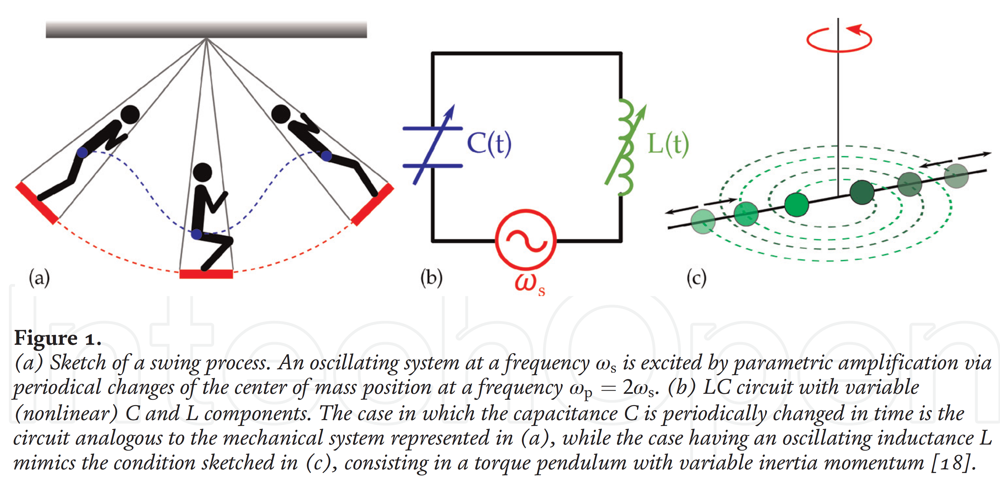 C(t)
L(t)
ωs
(a)
(b)
(c)
IntechOpen
Figure 1.
(a) Sketch of a swing process. An oscillating system at a frequency ωs is excited by parametric amplification via
periodical changes of the center of mass position at a frequency ωp = 2ωs. (b) LC circuit with variable
(nonlinear) C and L components. The case in which the capacitance C is periodically changed in time is the
circuit analogous to the mechanical system represented in (a), while the case having an oscillating inductance L
mimics the condition sketched in (c), consisting in a torque pendulum with variable inertia momentum [18].